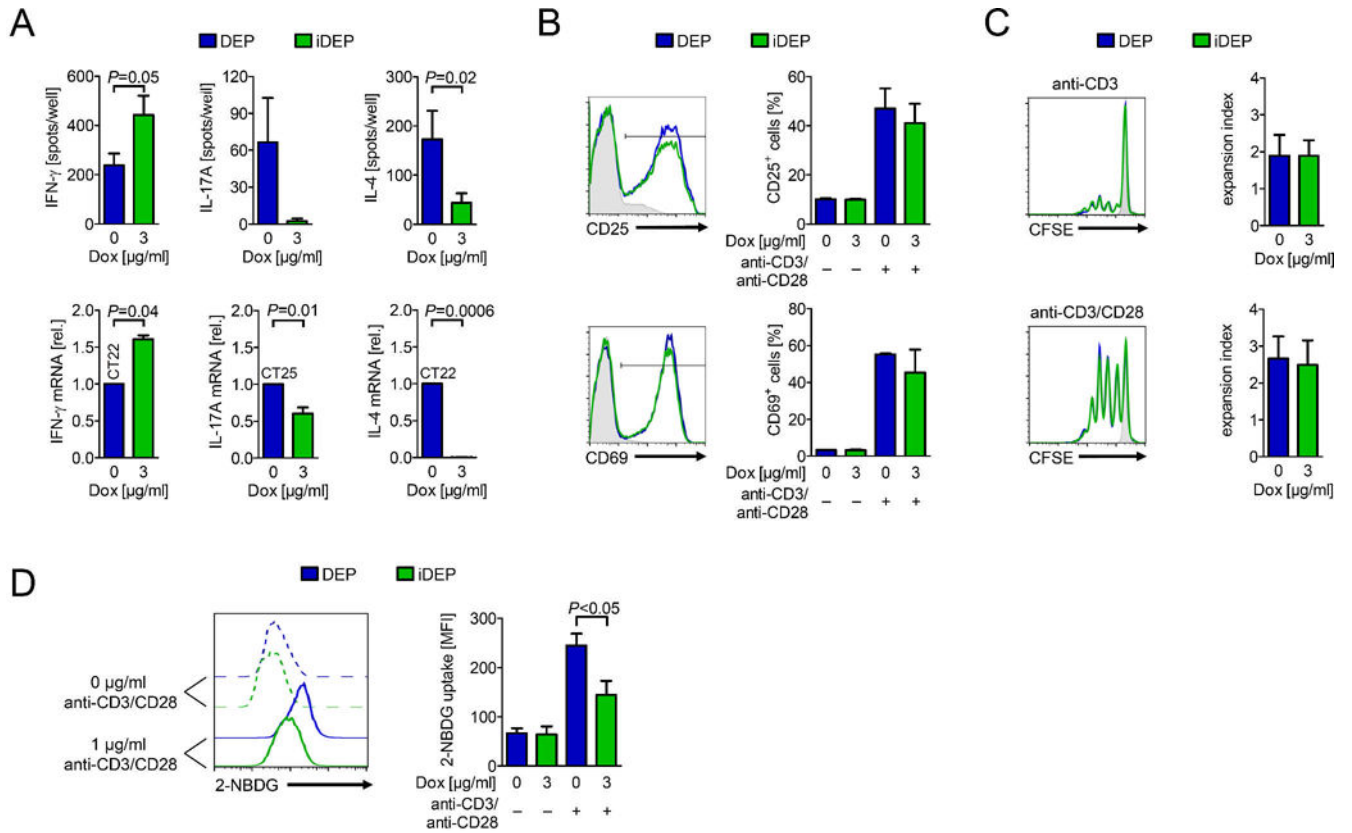 A
DEP
iDEP
P=0.05
IFN-γ [spots/well]
600
400
200
0
0
3
Dox [µg/ml]
IL-17A [spots/well]
120
90
60
30
0
0
3
Dox [µg/ml]
P=0.02
IL-4 [spots/well]
300
200
100
0
0
3
Dox [µg/ml]
P=0.04
IFN-γ mRNA [rel.]
2.0
1.5
1.0
0.5
0.0
CT22
0
3
Dox [µg/ml]
P=0.01
IL-17A mRNA [rel.]
2.0
1.5
1.0
0.5
0.0
CT25
0
3
Dox [µg/ml]
P=0.0006
IL-4 mRNA [rel.]
2.0
1.5
1.0
0.5
0.0
CT22
0
3
Dox [µg/ml]
B
DEP
iDEP
CD25
CD25+ cells [%]
60
40
20
0
Dox [µg/ml]
0
3
0
3
anti-CD3/
anti-CD28
–
–
+
+
CD69
CD69+ cells [%]
80
60
40
20
0
Dox [µg/ml]
0
3
0
3
anti-CD3/
anti-CD28
–
–
+
+
C
DEP
iDEP
anti-CD3
CFSE
expansion index
4
3
2
1
0
0
3
Dox [µg/ml]
anti-CD3/CD28
CFSE
expansion index
4
3
2
1
0
0
3
Dox [µg/ml]
D
DEP
iDEP
0 µg/ml
anti-CD3/CD28
1 µg/ml
anti-CD3/CD28
2-NBDG
P<0.05
2-NBDG uptake [MFI]
300
200
100
0
Dox [µg/ml]
0
3
0
3
anti-CD3/
anti-CD28
–
–
+
+